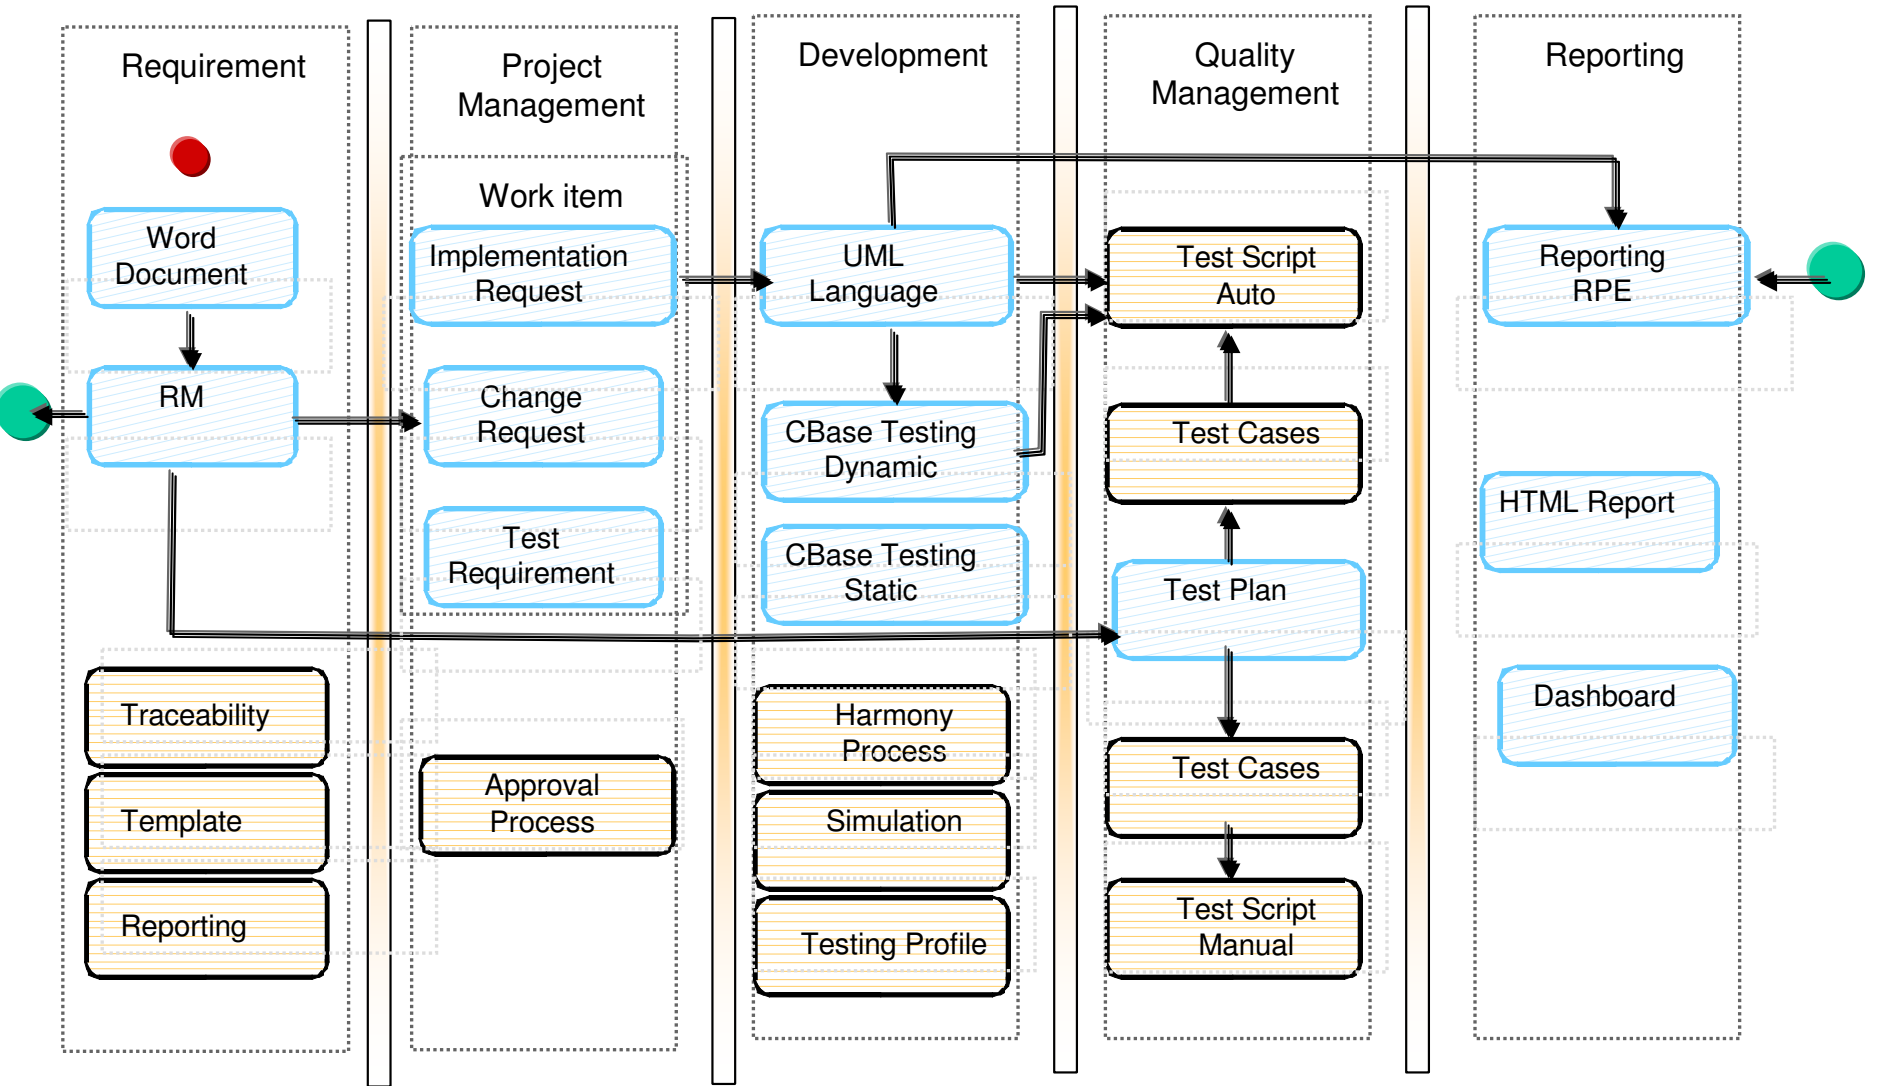 Requirement
Word
Document
RM
Traceability
Template
Reporting
Project
Management
Work item
Implementation
Request
Change
Request
Test
Requirement
Approval
Process
Development
UML
Language
CBase Testing
Dynamic
CBase Testing
Static
Harmony
Process
Simulation
Testing Profile
Quality
Management
Test Script
Auto
Test Cases
Test Plan
Test Cases
Test Script
Manual
Reporting
Reporting
RPE
HTML Report
Dashboard